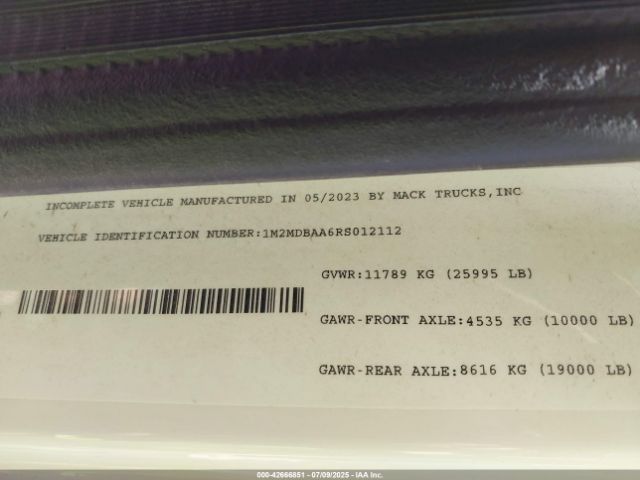 INCOMPLETE VEHICLE MANUFACTURED IN 05/2023 BY MACK TRUCKS,INC
VEHICLE IDENTIFICATION NUMBER:1M2MDBAA6RS012112
GVWR:11789 KG (25995 LB)
GAWR-FRONT AXLE:4535 KG (10000 LB)
GAWR-REAR AXLE:8616 KG (19000 LB)
000-42666851 - 07/09/2025 - IAA Inc.